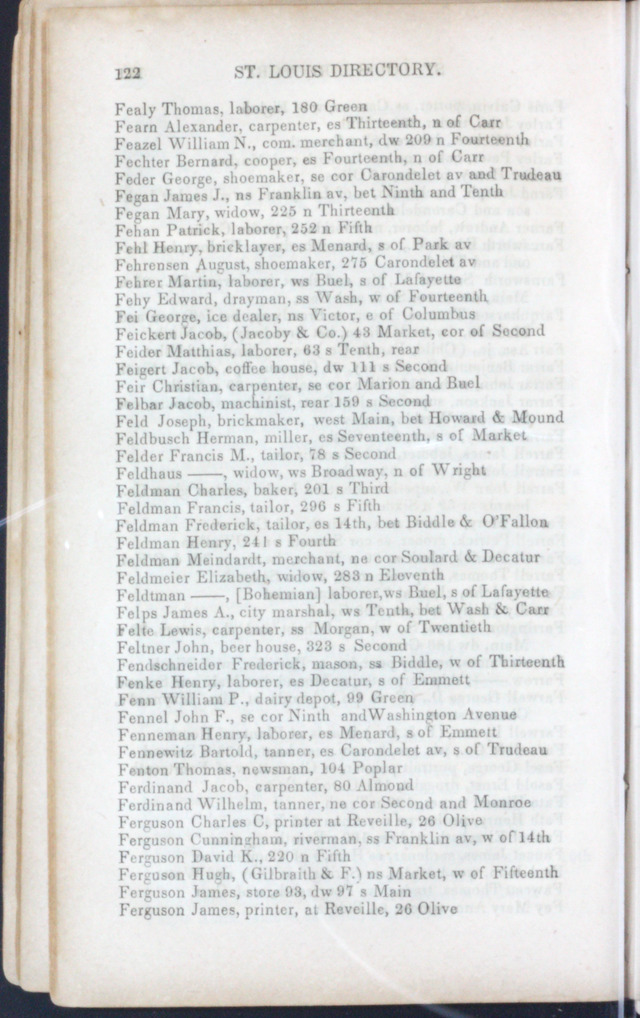 122 ST. LOUIS DIRECTORY.
Fealy Thomas, laborer, 180 Green
Fearn Alexander, carpenter, es Thirteenth, n of Carr
Feazel William N., com. merchant, dw 209 n Fourteenth
Fechter Bernard, cooper, es Fourteenth, n of Carr
Feder George, shoemaker, se cor Carondelet av and Trudeau
Fegan James J., ns Franklin av, bet Ninth and Tenth
Fegan Mary, widow, 225 n Thirteenth
Fehan Patrick, laborer, 252 n Fifth
Fehl Henry, bricklayer, es Menard, s of Park av
Fehrensen August, shoemaker, 275 Carondelet av
Fehrer Martin, laborer, ws Buel, s of Lafayette
Fehy Edward, drayman, ss Wash, w of Fourteenth
Fei George, ice dealer, ns Victor, e of Columbus
Feickert Jacob, (Jacoby & Co.) 43 Market, cor of Second
Feider Matthias, laborer, 63 s Tenth, rear
Feigert Jacob, coffee house, dw 111 s Second
Feir Christian, carpenter, se cor Marion and Buel
Felbar Jacob, machinist, rear 159 s Second
Feld Joseph, brickmaker, west Main, bet Howard & Mound
Feldbusch Herman, miller, es Seventeenth, s of Market
Felder Francis M., tailor, 78 s Second
Feldhaus ——, widow, ws Broadway, n of Wright
Feldman Charles, baker, 201 s Third
Feldman Francis, tailor, 296 s Fifth
Feldman Frederick, tailor, es 14th, bet Biddle & O'Fallon
Feldman Henry, 241 s Fourth
Feldman Meindardt, merchant, ne cor Soulard & Decatur
Feldmeier Elizabeth, widow, 283 n Eleventh
Feldtman ——, [Bohemian] laborer,ws Buel, s of Lafayette
Felps James A., city marshal, ws Tenth, bet Wash & Carr
Felte Lewis, carpenter, ss Morgan, w of Twentieth
Feltner John, beer house, 323 s Second
Fendschneider Frederick, mason, ss Biddle, w of Thirteenth
Fenke Henry, laborer, es Decatur, s of Emmett
Fenn William P., dairy depot, 99 Green
Fennel John F., se cor Ninth andWashington Avenue
Fenneman Henry, laborer, es Menard, s of Emmett
Fennewitz Bartold, tanner, es Carondelet av, s of Trudeau
Fenton Thomas, newsman, 104 Poplar
Ferdinand Jacob, carpenter, 80 Almond
Ferdinand Wilhelm, tanner, ne cor Second and Monroe
Ferguson Charles C, printer at Reveille, 26 Olive
Ferguson Cunningham, riverman, ss Franklin av, w of 14th
Ferguson David K., 220 n Fifth
Ferguson Hugh, (Gilbraith & F.) ns Market, w of Fifteenth
Ferguson James, store 93, dw 97 s Main
Ferguson James, printer, at Reveille, 26 Olive